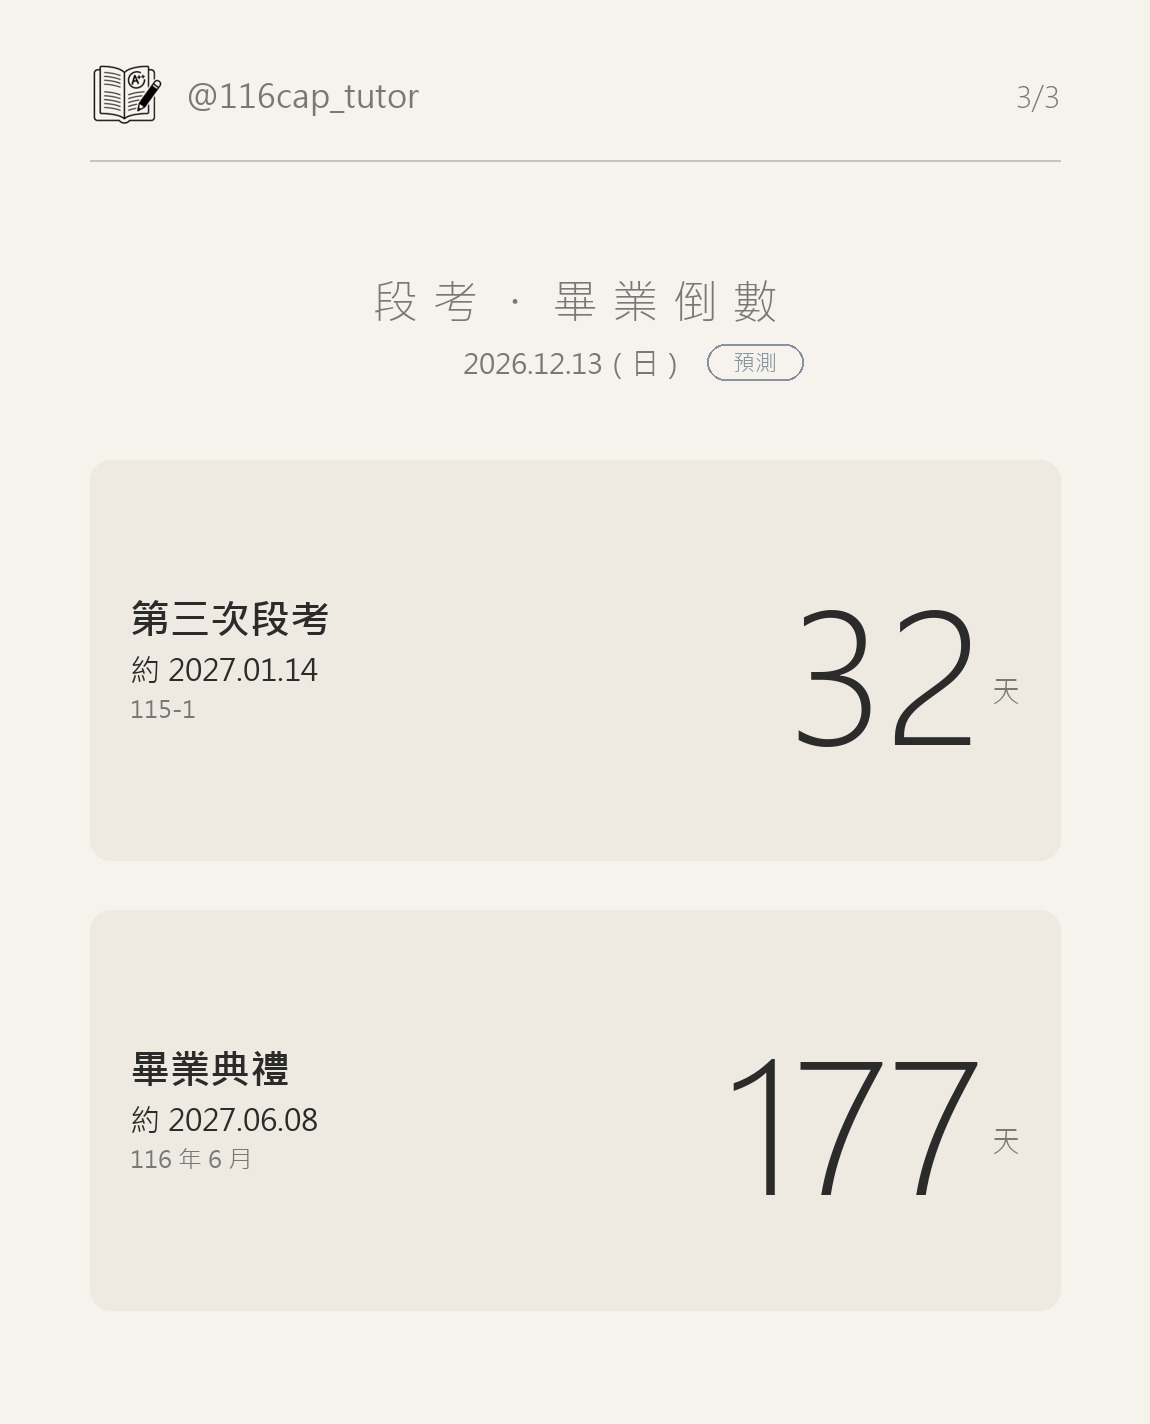 @116cap_tutor
3/3
段考·畢業倒數
2026.12.13（日） 預測
第三次段考
約 2027.01.14
115-1
32 天
畢業典禮
約 2027.06.08
116 年 6 月
177 天